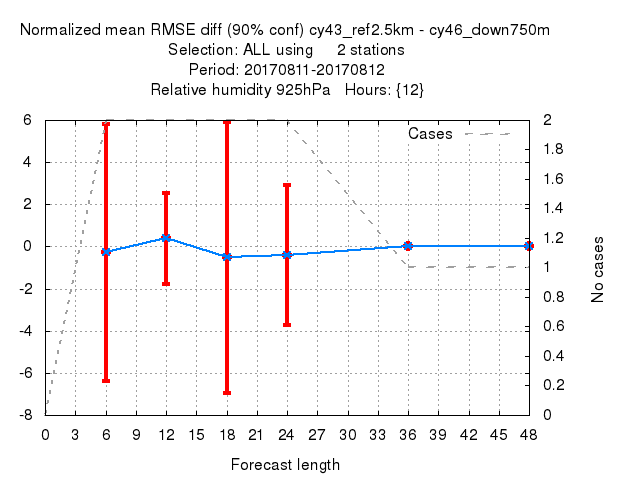 Normalized mean RMSE diff (90% conf) cy43_ref2.5km - cy46_down750m
Selection: ALL using 2 stations
Period: 20170811-20170812
Relative humidity 925hPa Hours: {12}
Cases
6
4
2
0
-2
-4
-6
-8
2
1.8
1.6
1.4
1.2
1
0.8
0.6
0.4
0.2
0
No cases
0 3 6 9 12 15 18 21 24 27 30 33 36 39 42 45 48
Forecast length